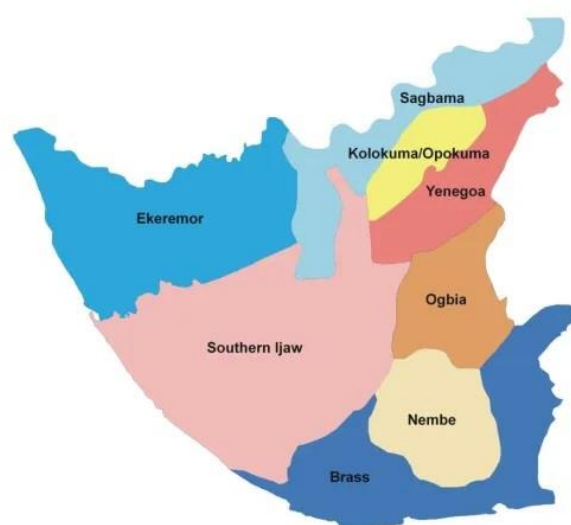 Sagbama
Kolokuma/Opokuma
Yenegoa
Ekeremor
Ogbia
Southern Ijaw
Nembe
Brass